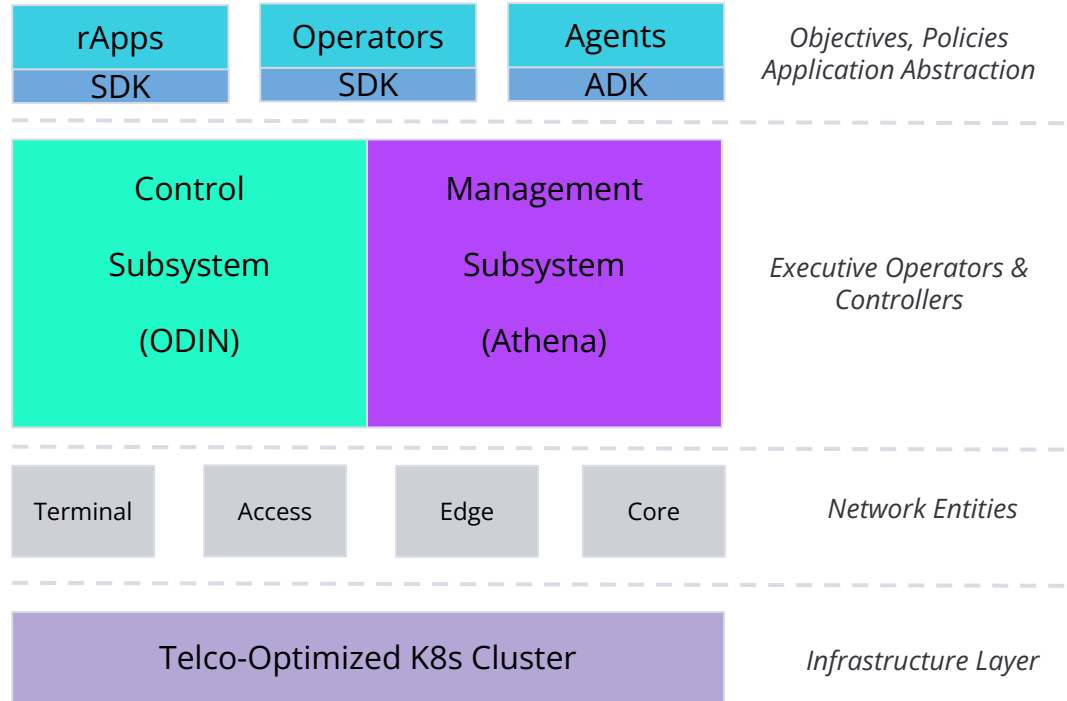 rApps
SDK
Operators
SDK
Agents
ADK
Objectives, Policies
Application Abstraction
Control
Subsystem
(ODIN)
Management
Subsystem
(Athena)
Executive Operators &
Controllers
Terminal
Access
Edge
Core
Network Entities
Telco-Optimized K8s Cluster
Infrastructure Layer